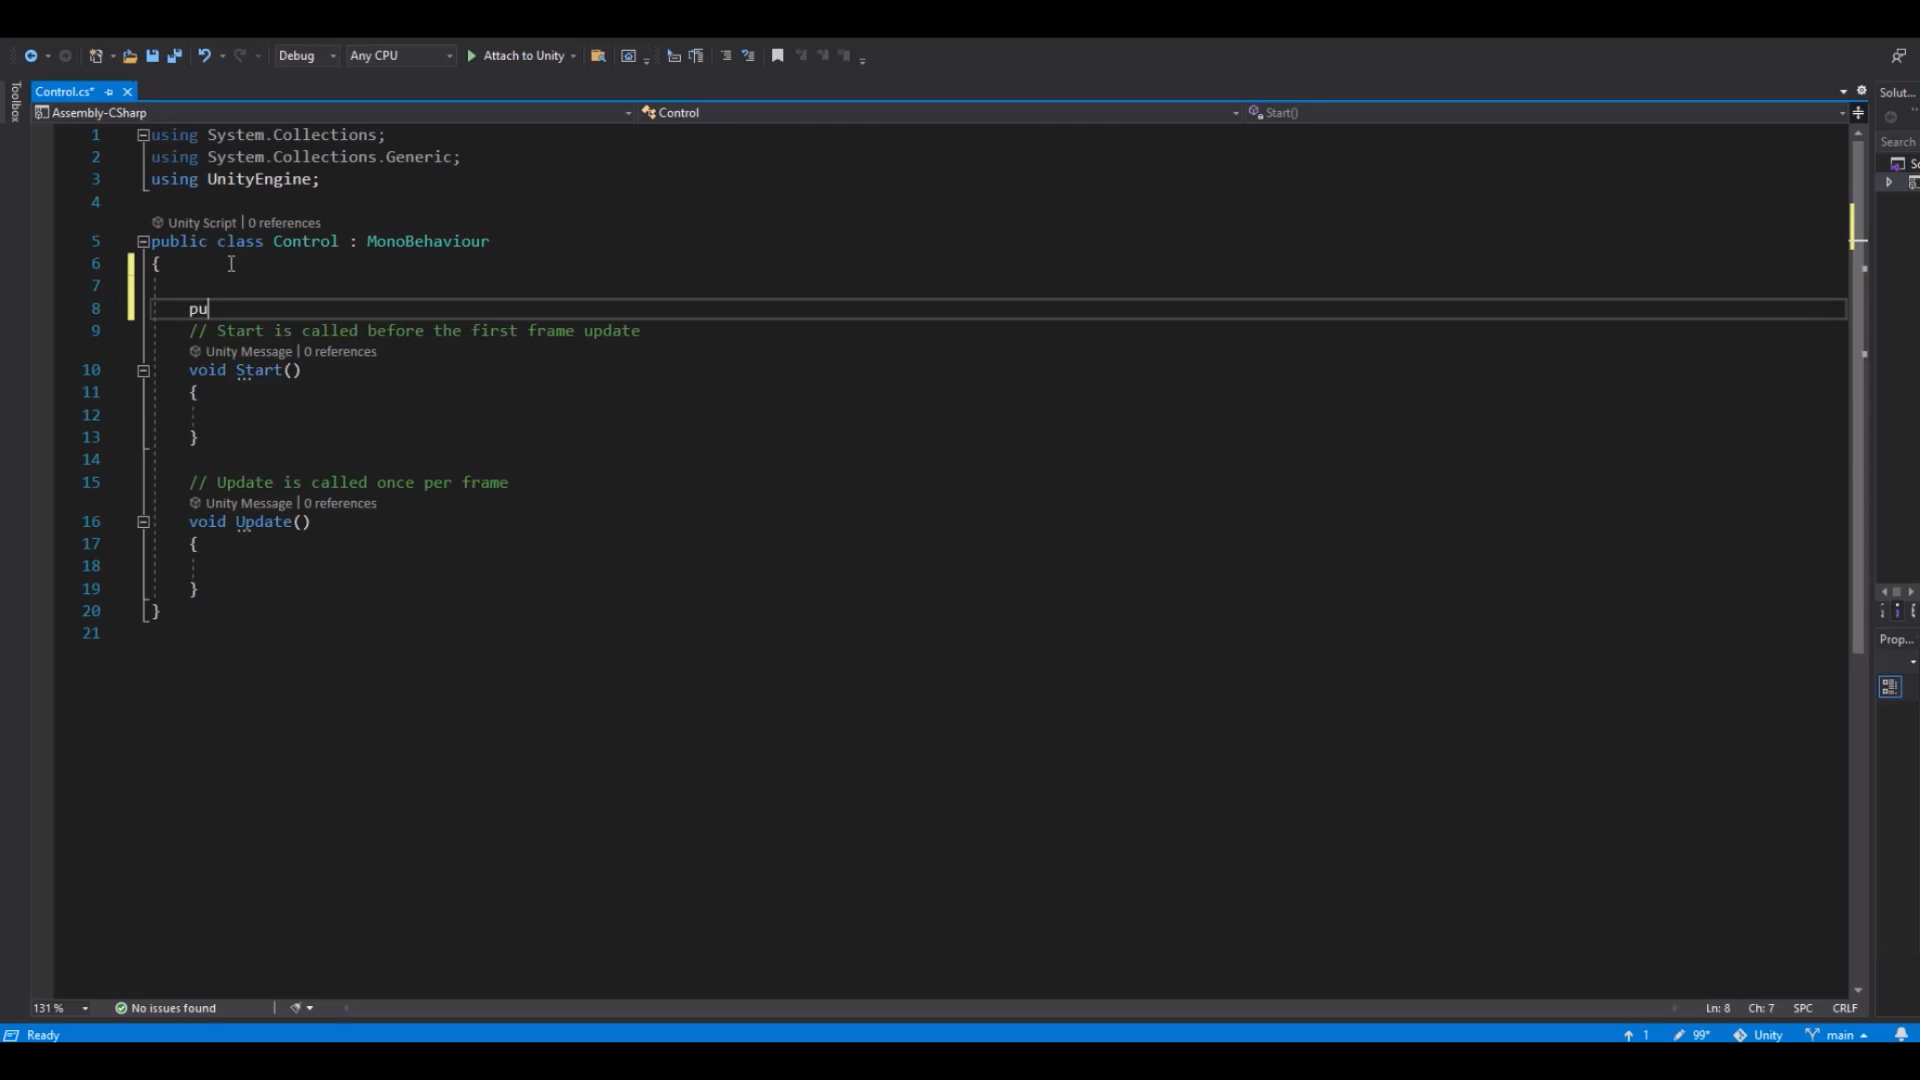 Debug Any CPU Attach to Unity
Toolbox
Control.cs*
Solut...
Assembly-CSharp Control Start()
Search
1 using System.Collections;
2 using System.Collections.Generic;
3 using UnityEngine;
4
Unity Script | 0 references
5 public class Control : MonoBehaviour
6 {
7
8 pu
9 // Start is called before the first frame update
Unity Message | 0 references
10 void Start()
11 {
12
13 }
14
15 // Update is called once per frame
Unity Message | 0 references
16 void Update()
17 {
18
19 }
20 }
21
Prop...
131 % No issues found Ln: 8 Ch: 7 SPC CRLF
Ready 1 99* Unity main